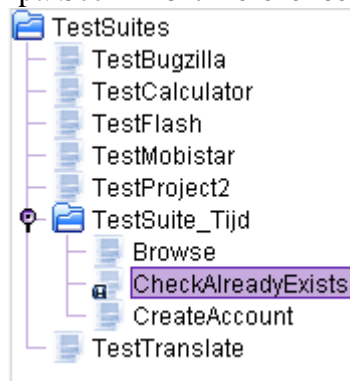 TestSuites
TestBugzilla
TestCalculator
TestFlash
TestMobistar
TestProject2
TestSuite_Tijd
Browse
CheckAlreadyExists
CreateAccount
TestTranslate